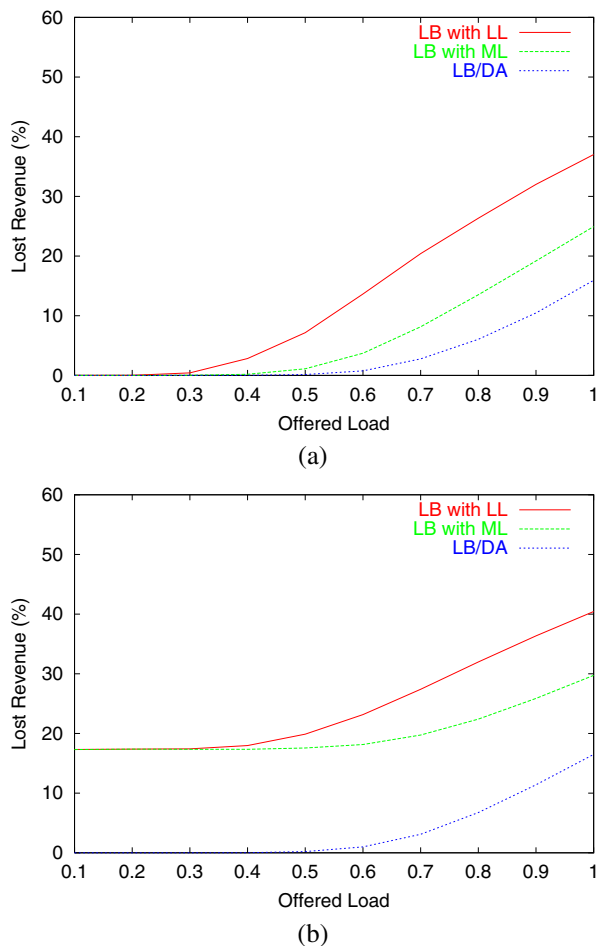 60
50
40
30
20
10
0
Lost Revenue (%)
LB with LL
LB with ML
LB/DA
0.1 0.2 0.3 0.4 0.5 0.6 0.7 0.8 0.9 1
Offered Load
(a)
60
50
40
30
20
10
0
Lost Revenue (%)
LB with LL
LB with ML
LB/DA
0.1 0.2 0.3 0.4 0.5 0.6 0.7 0.8 0.9 1
Offered Load
(b)